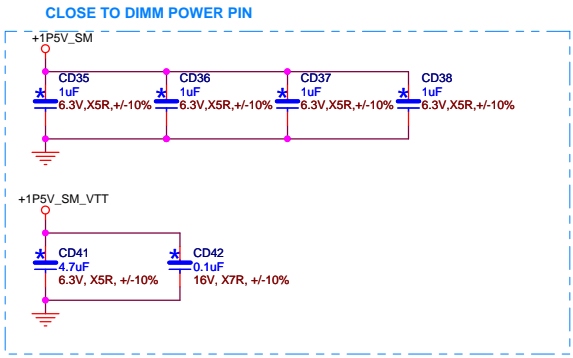 CLOSE TO DIMM POWER PIN
+1P5V_SM
CD35
1uF
6.3V,X5R,+/-10%
CD36
1uF
6.3V,X5R,+/-10%
CD37
1uF
6.3V,X5R,+/-10%
CD38
1uF
6.3V,X5R,+/-10%
+1P5V_SM_VTT
CD41
4.7uF
6.3V, X5R, +/-10%
CD42
0.1uF
16V, X7R, +/-10%